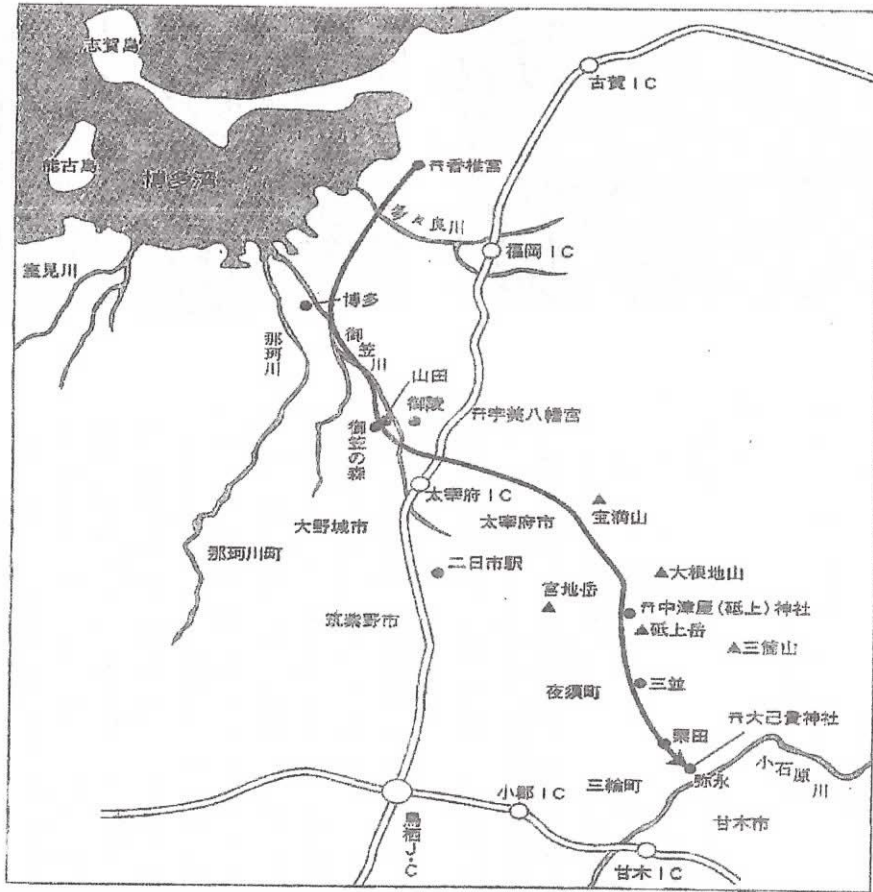 志賀島
古賀IC
能古島
博多湾
香椎宮
多々良川
福岡IC
室見川
博多
那珂川
御笠川
山田
御陵
宇美八幡宮
御笠の森
太宰府IC
太宰府市
宝満山
大野城市
那珂川町
二日市駅
宮地岳
大根地山
中津屋(砥上)神社
砥上岳
筑紫野市
三箇山
夜須町
三並
大己貴神社
栗田
弥永
小石原川
三輪町
小郡IC
甘木市
鳥栖J・C
甘木IC